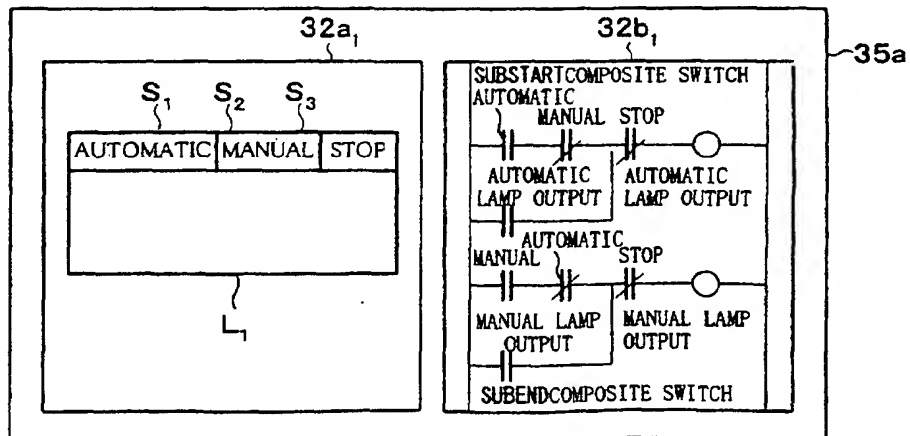 32a1
32b1
35a
S1 S2 S3
AUTOMATIC MANUAL STOP
L1
SUBSTARTCOMPOSITE SWITCH
AUTOMATIC
MANUAL STOP
AUTOMATIC LAMP OUTPUT
AUTOMATIC LAMP OUTPUT
AUTOMATIC
MANUAL STOP
MANUAL LAMP OUTPUT
MANUAL LAMP OUTPUT
SUBENDCOMPOSITE SWITCH